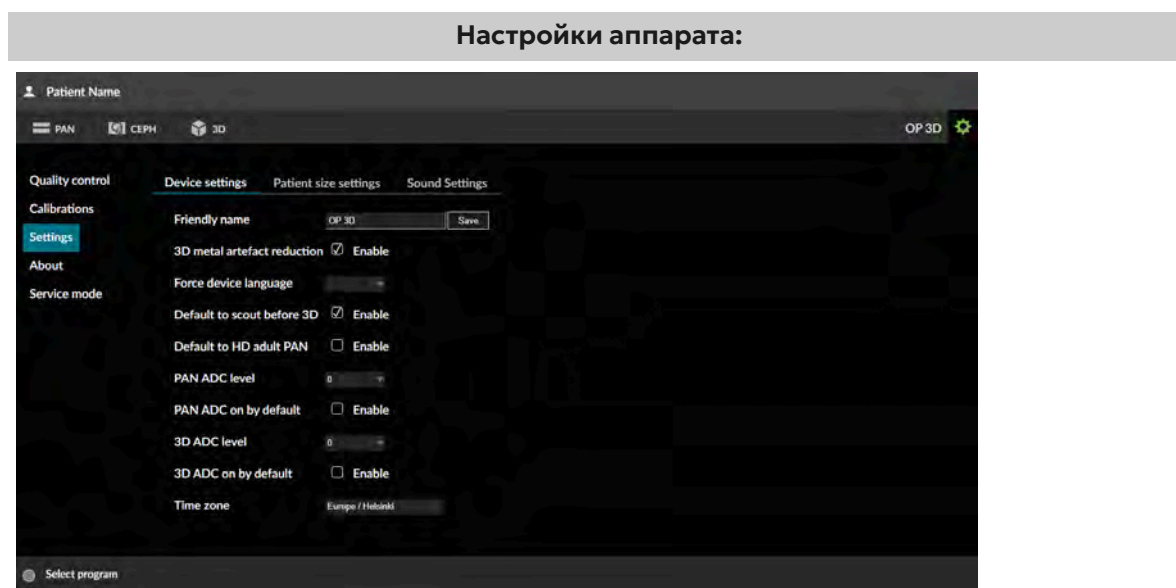 Настройки аппарата:
Patient Name
PAN CEPH 3D OP 3D
Quality control
Calibrations
Settings
About
Service mode
Device settings Patient size settings Sound Settings
Friendly name OP 3D Save
3D metal artefact reduction Enable
Force device language
Default to scout before 3D Enable
Default to HD adult PAN Enable
PAN ADC level 0
PAN ADC on by default Enable
3D ADC level 0
3D ADC on by default Enable
Time zone Europe / Helsinki
Select program